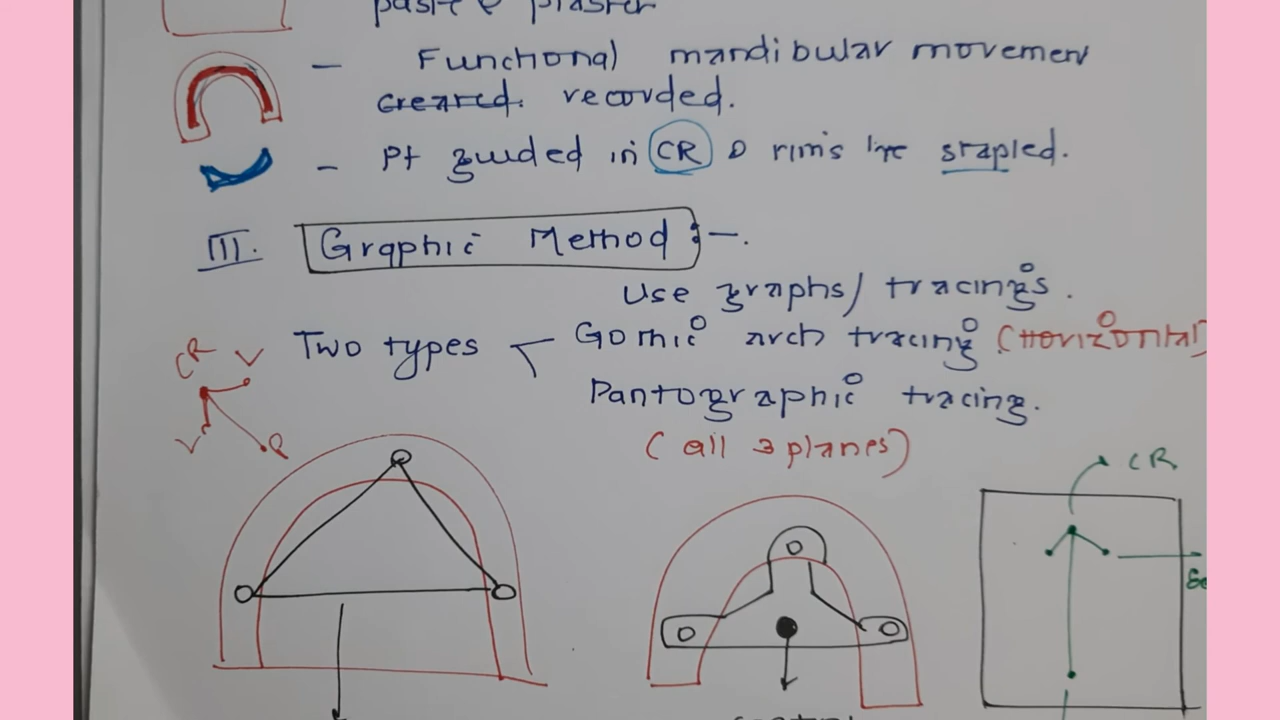 paste & plaster
— Functional mandibular movement
creared. recorded.
— Pt guided in CR & rims are stapled.
III. Graphic Method :—.
Use graphs/ tracings.
Two types Gothic arch tracing (Horizontal)
Pantographic tracing.
(all 3 planes)
CR
V
V
P
CR